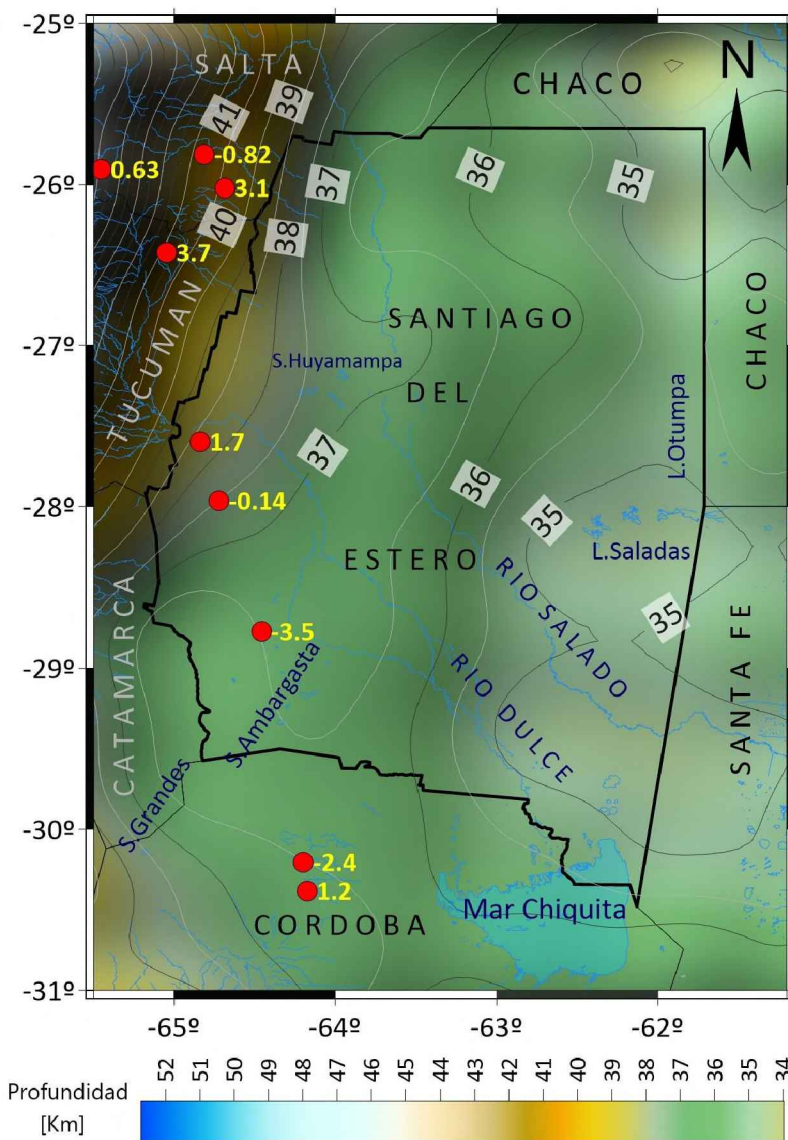 -25º
-26º
-27º
-28º
-29º
-30º
-31º
SALTA
CHACO
N
41
39
-0.82
0.63
3.1
37
36
35
40
38
3.7
TUCUMAN
SANTIAGO
CHACO
S.Huyamampa
DEL
L.Otumpa
1.7
37
36
-0.14
35
ESTERO
L.Saladas
RIO SALADO
35
CATAMARCA
-3.5
S.Ambargasta
RIO DULCE
SANTA FE
S.Grandes
-2.4
1.2
CORDOBA
Mar Chiquita
-65º
-64º
-63º
-62º
Profundidad
[Km]
52
51
50
49
48
47
46
45
44
43
42
41
40
39
38
37
36
35
34